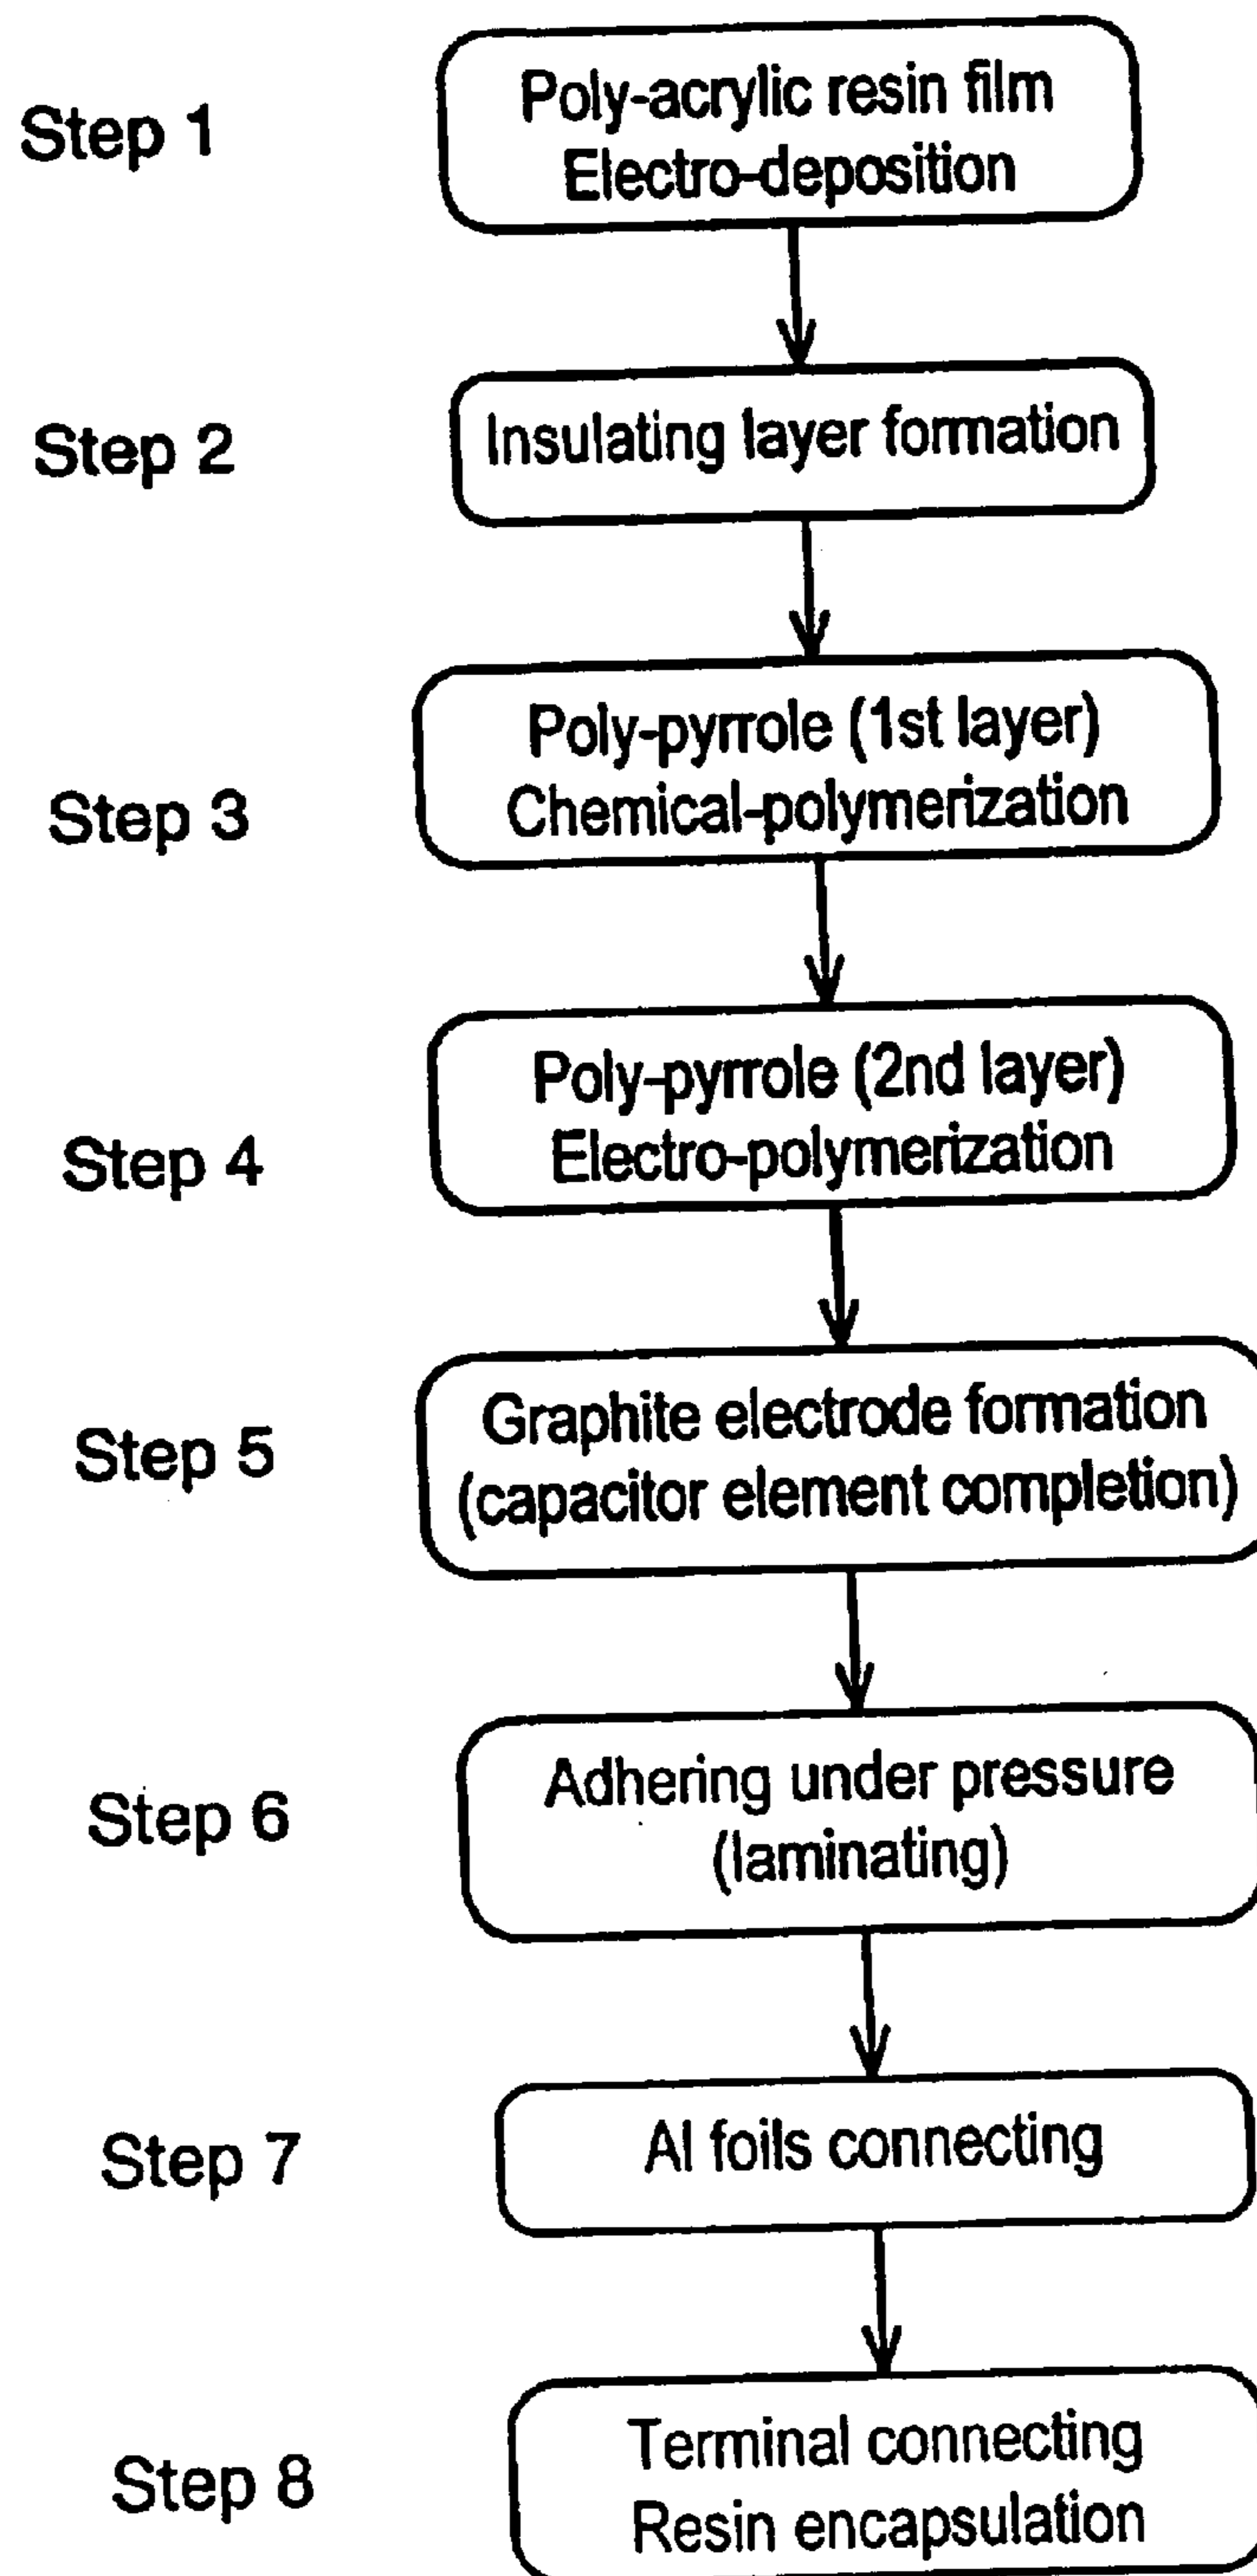 Step 1
Poly-acrylic resin film
Electro-deposition
Step 2
Insulating layer formation
Step 3
Poly-pyrrole (1st layer)
Chemical-polymerization
Step 4
Poly-pyrrole (2nd layer)
Electro-polymerization
Step 5
Graphite electrode formation
(capacitor element completion)
Step 6
Adhering under pressure
(laminating)
Step 7
Al foils connecting
Step 8
Terminal connecting
Resin encapsulation